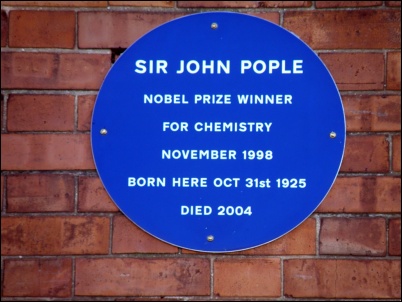 SIR JOHN POPLE
NOBEL PRIZE WINNER
FOR CHEMISTRY
NOVEMBER 1998
BORN HERE OCT 31st 1925
DIED 2004